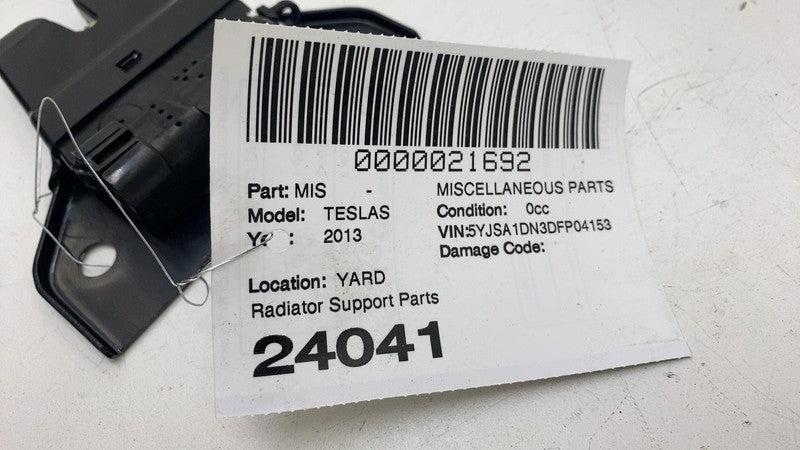 0000021692
Part: MIS - MISCELLANEOUS PARTS
Model: TESLAS Condition: 0cc
: 2013 VIN:5YJSA1DN3DFP04153
Damage Code:
Location: YARD
Radiator Support Parts
24041